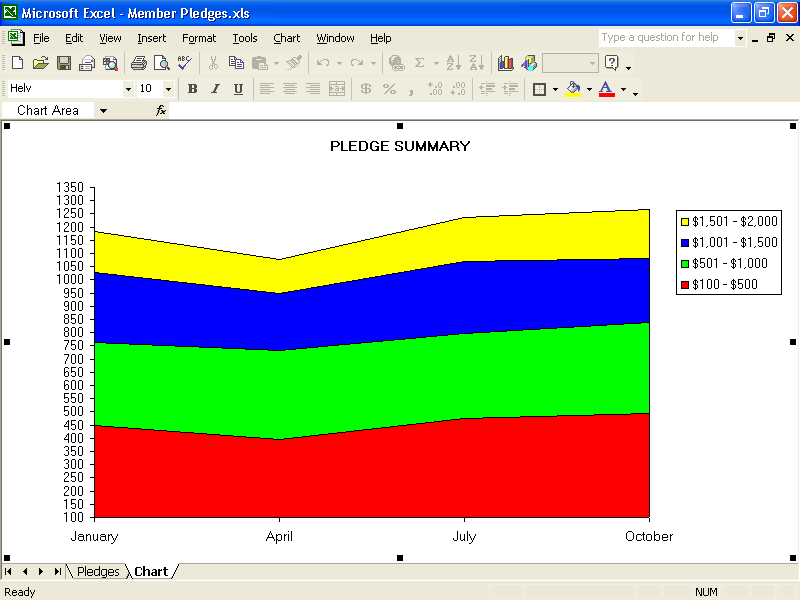 Microsoft Excel - Member Pledges.xls
File Edit View Insert Format Tools Chart Window Help Type a question for help
Helv 10 B I U $ % ,
Chart Area fx
PLEDGE SUMMARY
1350
1300
1250
1200
1150
1100
1050
1000
950
900
850
800
750
700
650
600
550
500
450
400
350
300
250
200
150
100
January April July October
$1,501 - $2,000
$1,001 - $1,500
$501 - $1,000
$100 - $500
Pledges Chart
Ready NUM